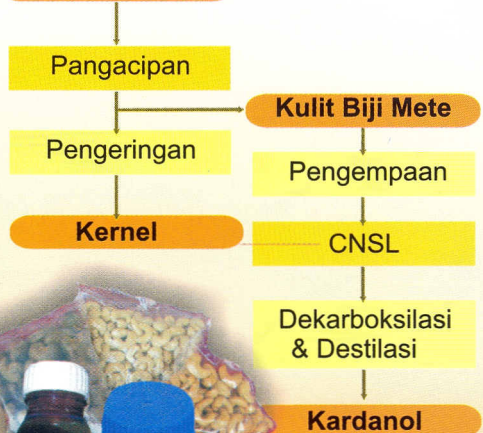 Pangacipan
Kulit Biji Mete
Pengeringan
Pengempaan
Kernel
CNSL
Dekarboksilasi
& Destilasi
Kardanol